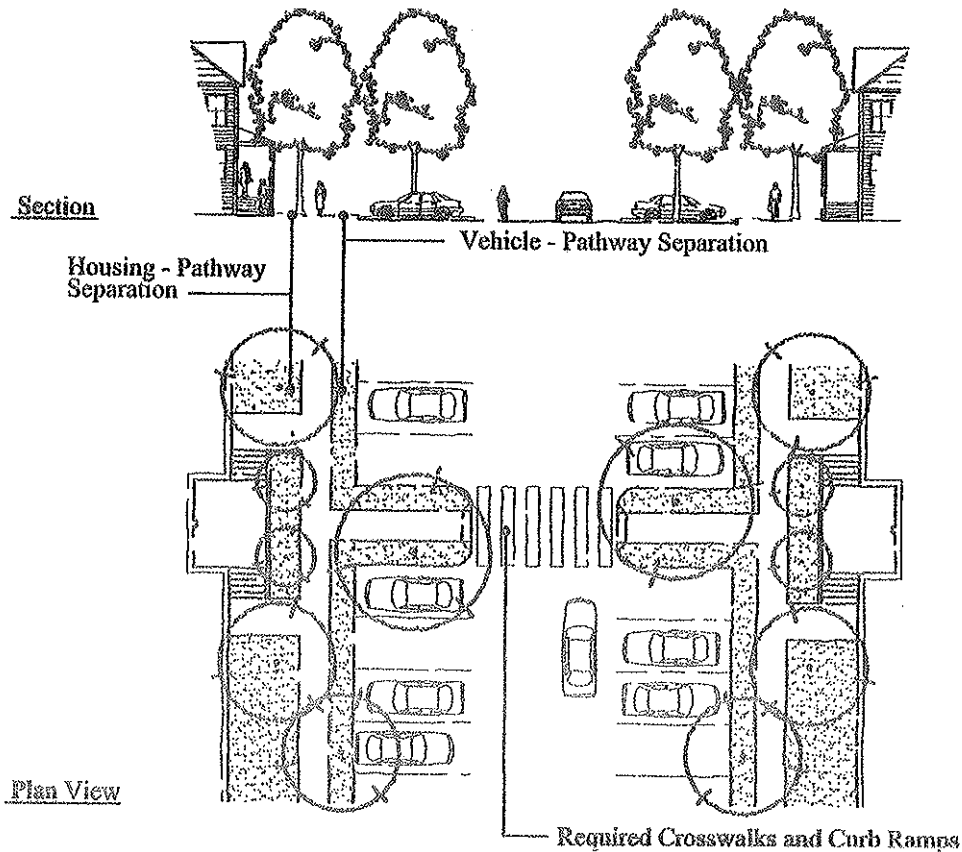 Section
Vehicle - Pathway Separation
Housing - Pathway
Separation
Plan View
Required Crosswalks and Curb Ramps